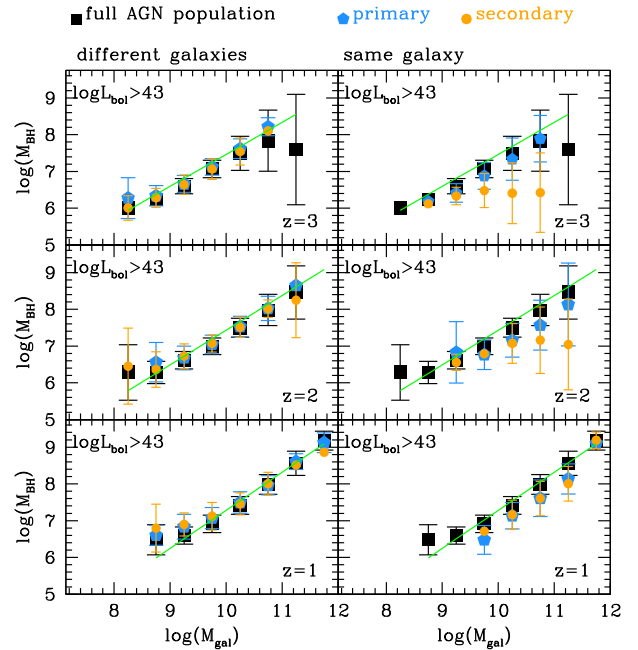 full AGN population primary secondary
different galaxies same galaxy
logL_bol>43 logL_bol>43
9
8
7
6
5
log(M_BH)
z=3 z=3
logL_bol>43 logL_bol>43
9
8
7
6
5
log(M_BH)
z=2 z=2
logL_bol>43 logL_bol>43
9
8
7
6
5
log(M_BH)
z=1 z=1
8 9 10 11 12 8 9 10 11 12
log(M_gal) log(M_gal)